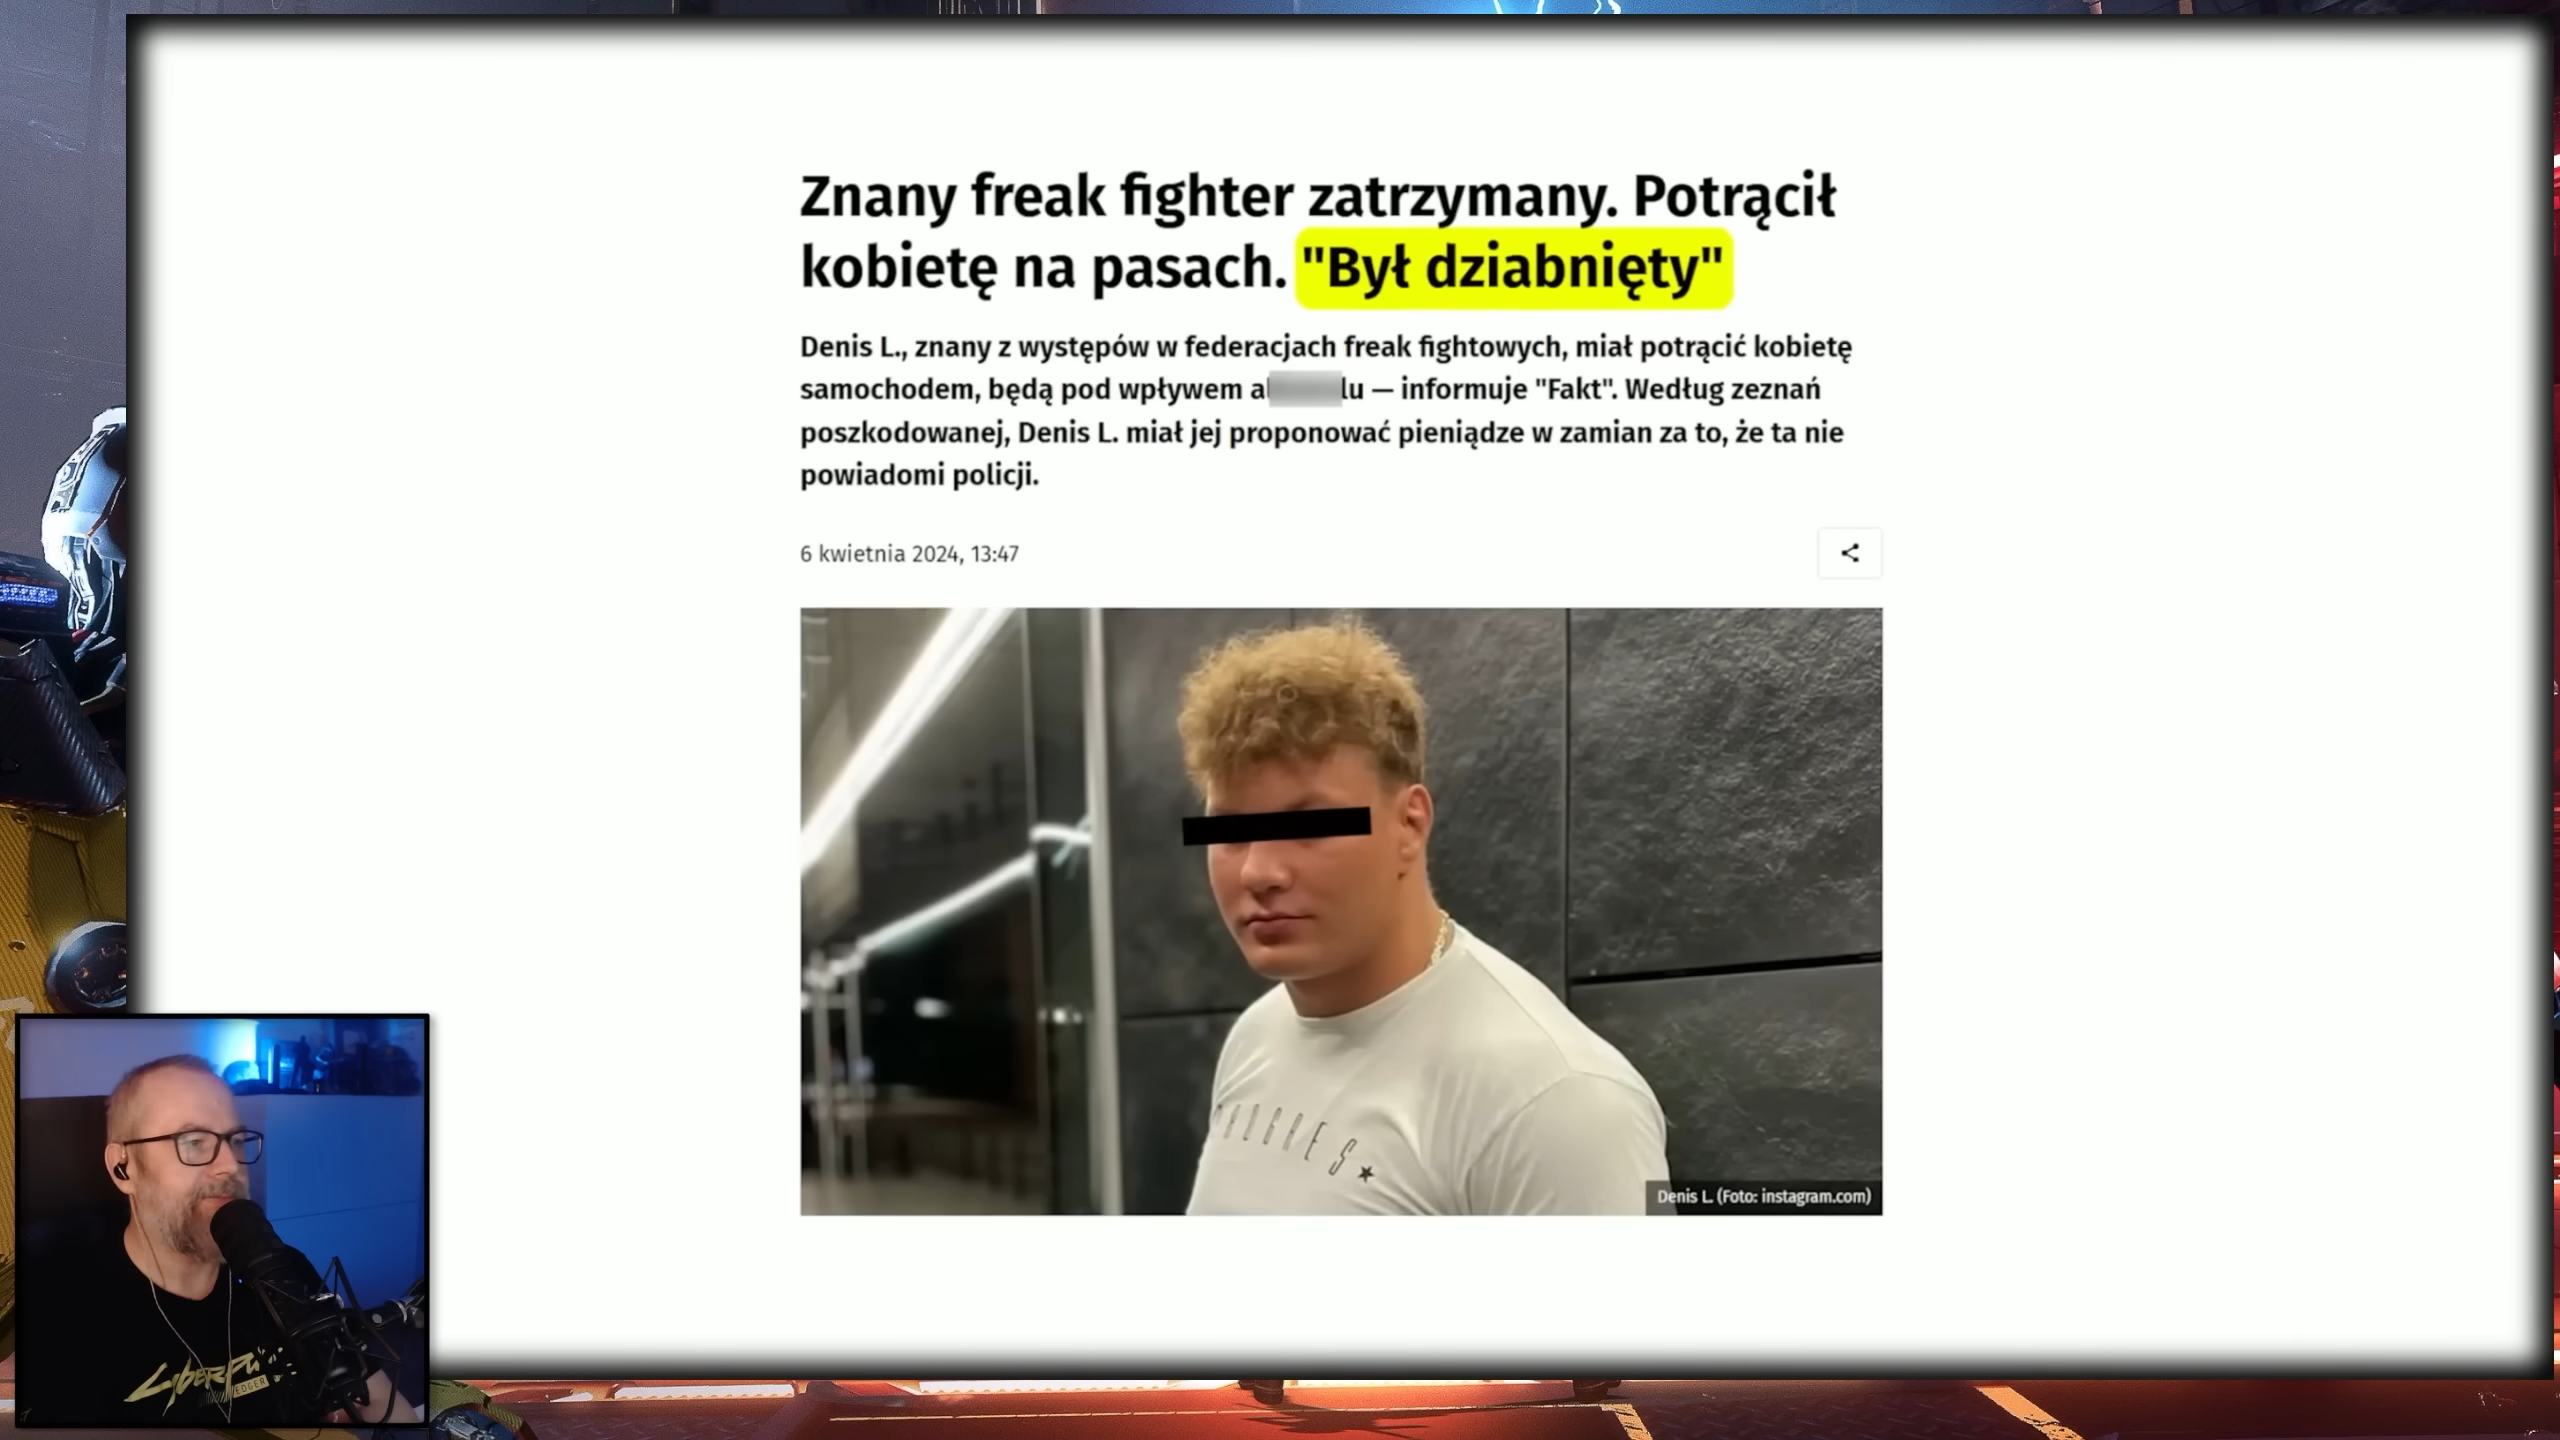 Znany freak fighter zatrzymany. Potrącił
kobietę na pasach. "Był dziabnięty"
Denis L., znany z występów w federacjach freak fightowych, miał potrącić kobietę
samochodem, będą pod wpływem a lu — informuje "Fakt". Według zeznań
poszkodowanej, Denis L. miał jej proponować pieniądze w zamian za to, że ta nie
powiadomi policji.
6 kwietnia 2024, 13:47
Denis L. (Foto: instagram.com)